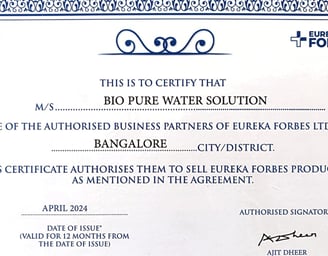 EUREKA
FORB
THIS IS TO CERTIFY THAT
M/S BIO PURE WATER SOLUTION
E OF THE AUTHORISED BUSINESS PARTNERS OF EUREKA FORBES LTD
BANGALORE CITY/DISTRICT.
S CERTIFICATE AUTHORISES THEM TO SELL EUREKA FORBES PRODUC
AS MENTIONED IN THE AGREEMENT.
APRIL 2024
AUTHORISED SIGNATOR
DATE OF ISSUE*
(VALID FOR 12 MONTHS FROM
THE DATE OF ISSUE)
AJIT DHEER